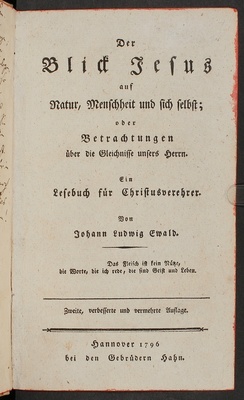 Der
Blick Jesus
auf
Natur, Menschheit und sich selbst;
oder
Betrachtungen
über die Gleichnisse unsers Herrn.
Ein
Lesebuch für Christusverehrer.
Von
Johann Ludwig Ewald.
Das Fleisch ist kein Nütze,
die Worte, die ich rede, die sind Geist und Leben.
Zweite, verbesserte und vermehrte Auflage.
Hannover 1796
bei den Gebrüdern Hahn.